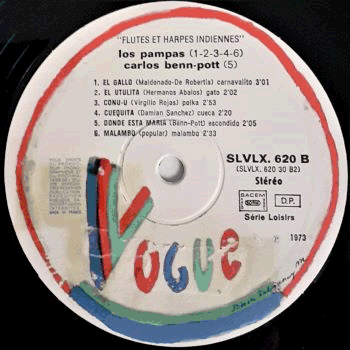 "FLUTES ET HARPES INDIENNES"
los pampas (1-2-3-4-6)
carlos benn-pott (5)
1. EL GALLO (Maldonado-De Robertis) carnavalito 3'01
2. EL UTULITA (Hermanos Abalos) gato 2'02
3. CONU-U (Virgilio Rojas) polka 2'53
4. CUEQUITA (Damian Sanchez) cueca 2'20
5. DONDE ESTA MARIA (Benn-Pott) escondido 2'05
6. MALAMBO (popular) malambo 2'33
SLVLX. 620 B
(SLVLX. 620 30 B2)
Stéréo
SACEM
D.P.
Série Loisirs
℗ 1973
VOGUE